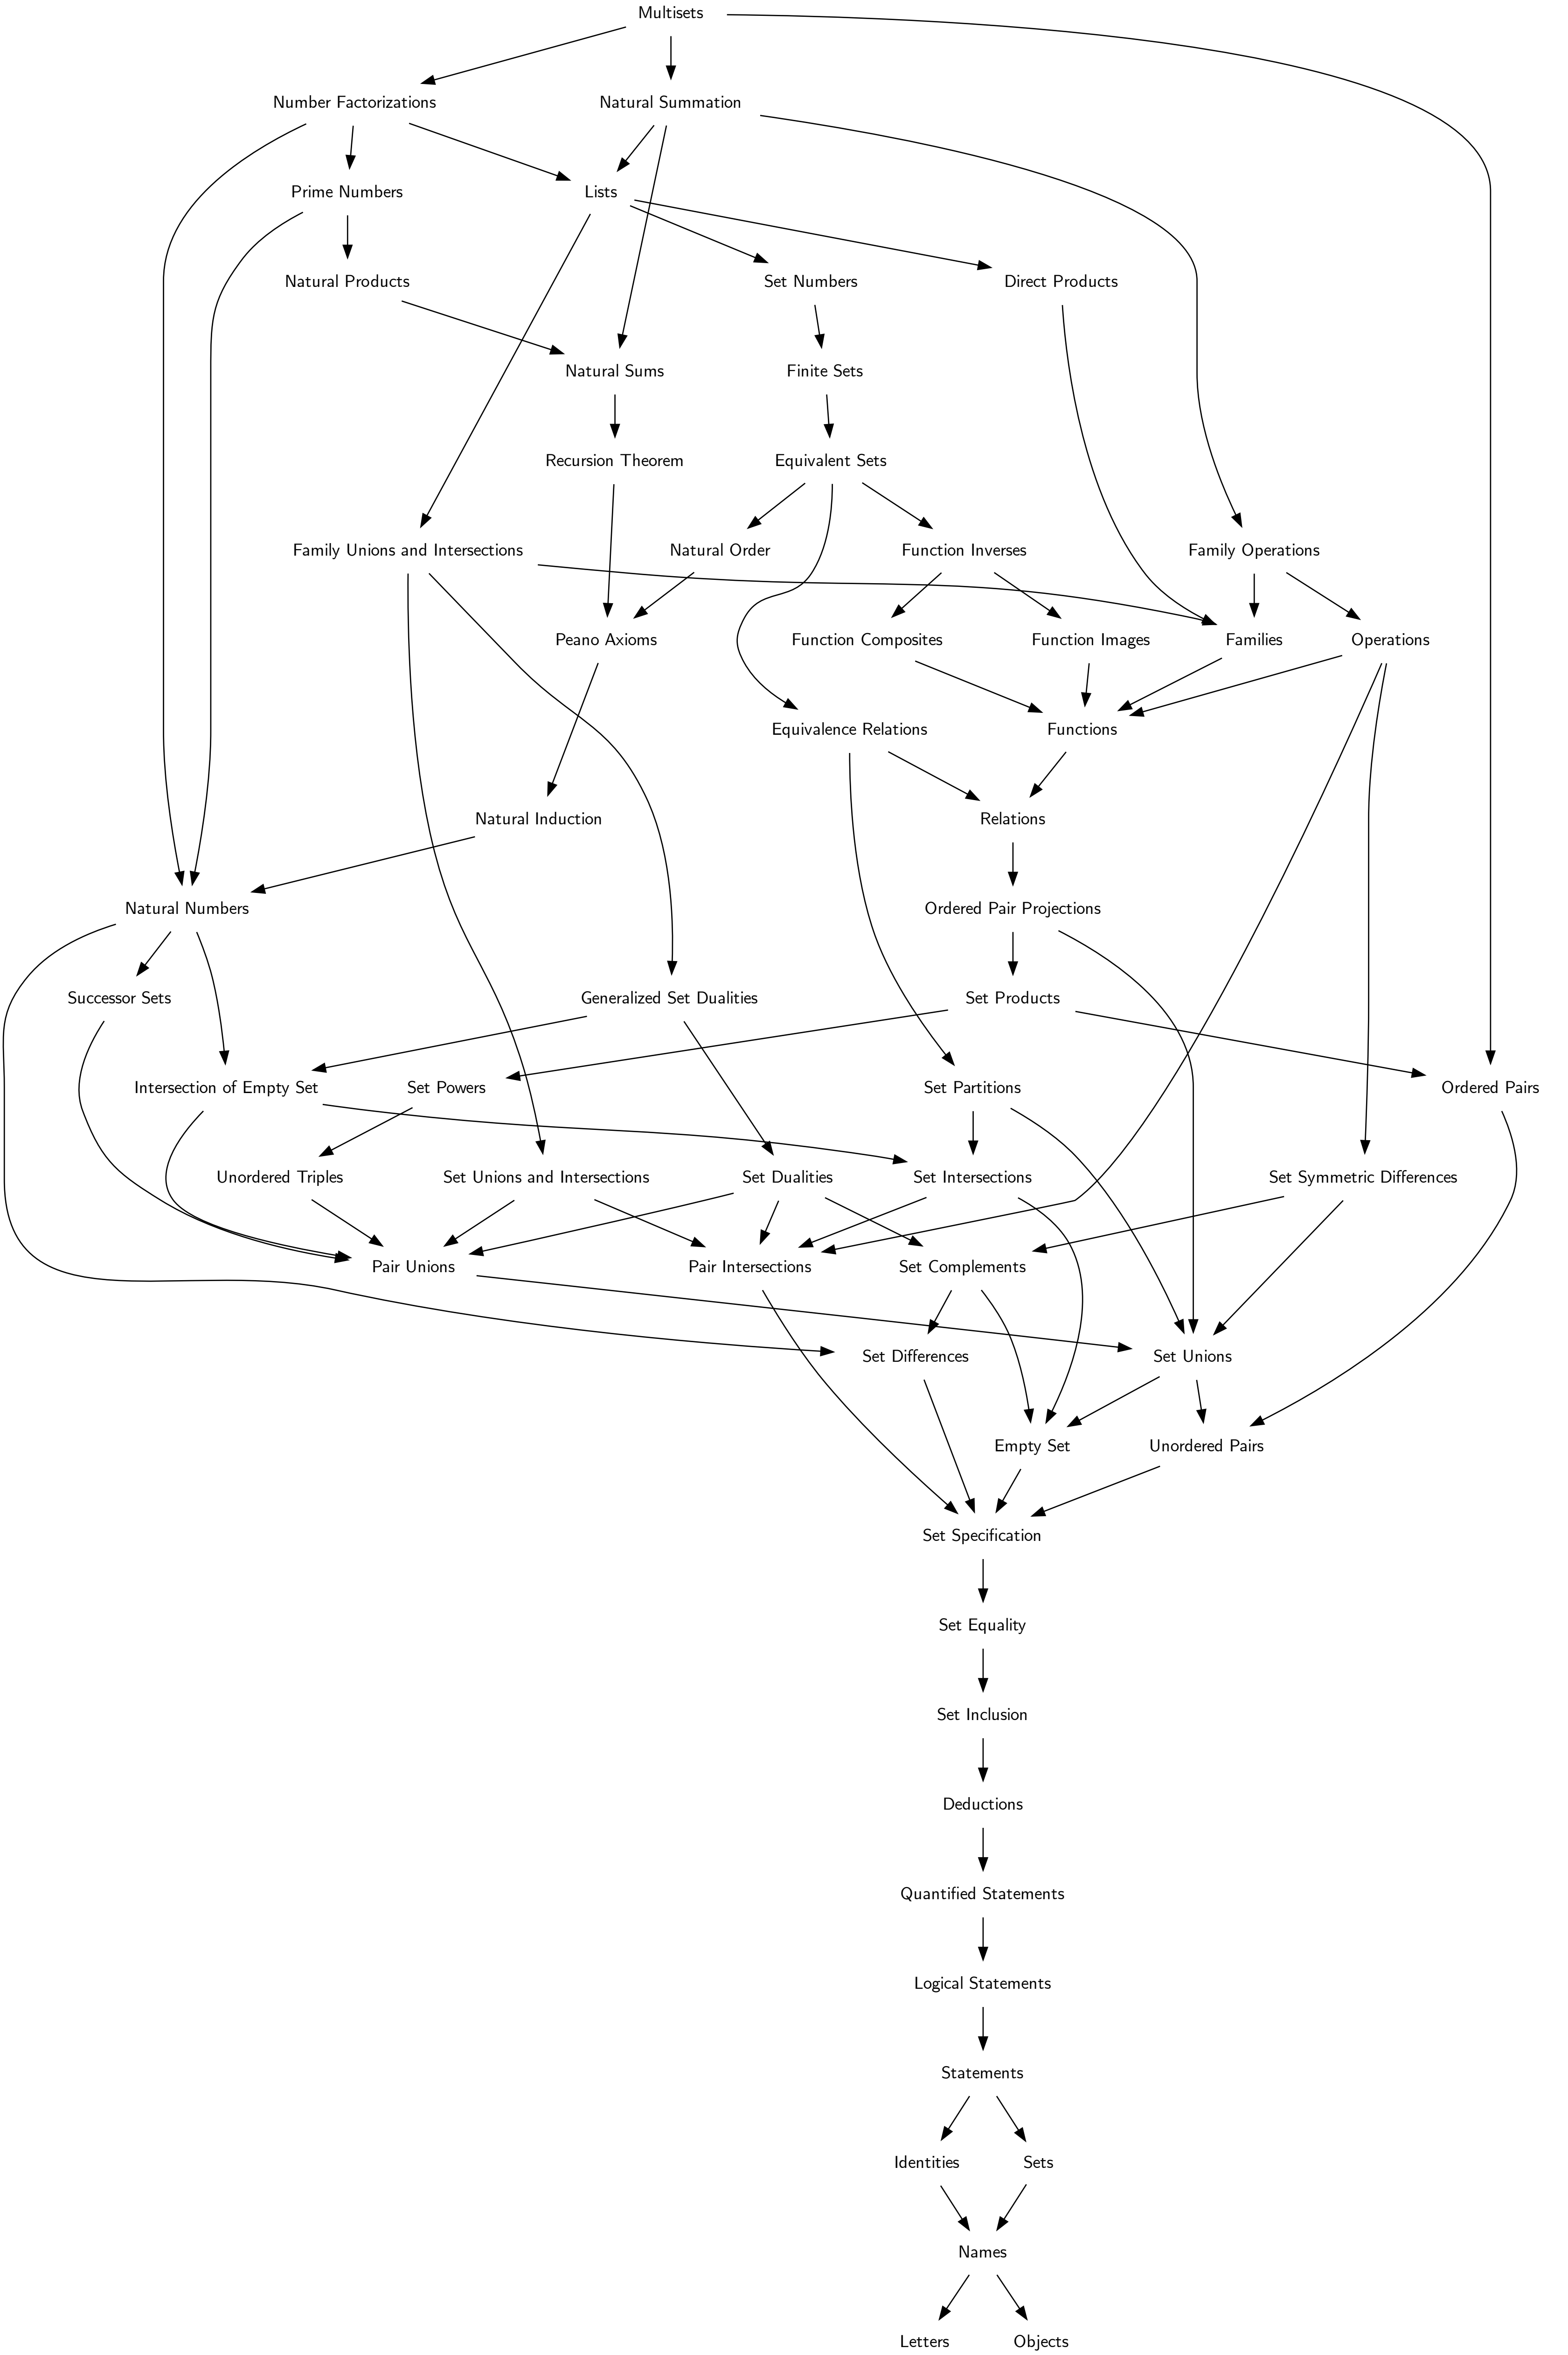 Multisets
Number Factorizations
Natural Summation
Prime Numbers
Lists
Natural Products
Set Numbers
Direct Products
Natural Sums
Finite Sets
Recursion Theorem
Equivalent Sets
Family Unions and Intersections
Natural Order
Function Inverses
Family Operations
Peano Axioms
Function Composites
Function Images
Families
Operations
Equivalence Relations
Functions
Natural Induction
Relations
Natural Numbers
Ordered Pair Projections
Successor Sets
Generalized Set Dualities
Set Products
Intersection of Empty Set
Set Powers
Set Partitions
Ordered Pairs
Unordered Triples
Set Unions and Intersections
Set Dualities
Set Intersections
Set Symmetric Differences
Pair Unions
Pair Intersections
Set Complements
Set Differences
Set Unions
Empty Set
Unordered Pairs
Set Specification
Set Equality
Set Inclusion
Deductions
Quantified Statements
Logical Statements
Statements
Identities
Sets
Names
Letters
Objects